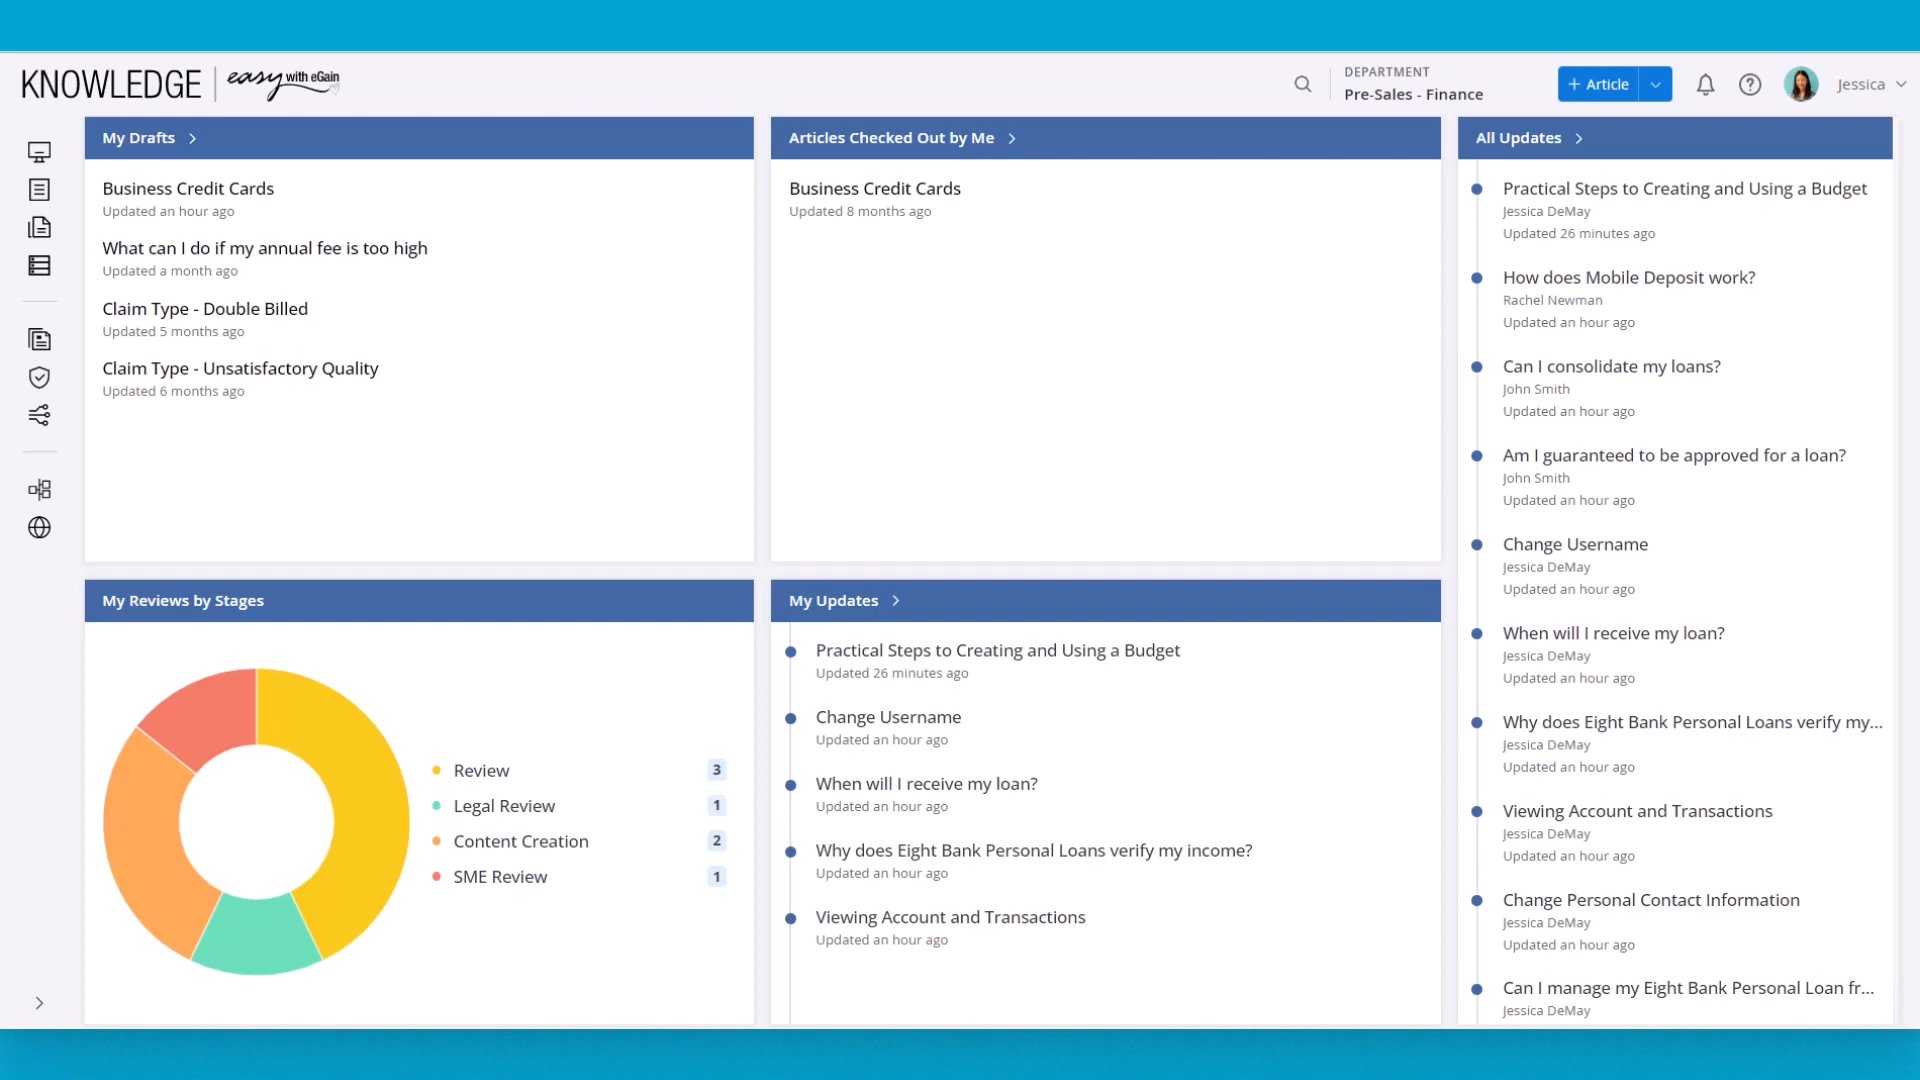 KNOWLEDGE
easy with eGain
DEPARTMENT
Pre-Sales - Finance
+ Article
Jessica
My Drafts
Business Credit Cards
Updated an hour ago
What can I do if my annual fee is too high
Updated a month ago
Claim Type - Double Billed
Updated 5 months ago
Claim Type - Unsatisfactory Quality
Updated 6 months ago
Articles Checked Out by Me
Business Credit Cards
Updated 8 months ago
My Reviews by Stages
Review 3
Legal Review 1
Content Creation 2
SME Review 1
My Updates
Practical Steps to Creating and Using a Budget
Updated 26 minutes ago
Change Username
Updated an hour ago
When will I receive my loan?
Updated an hour ago
Why does Eight Bank Personal Loans verify my income?
Updated an hour ago
Viewing Account and Transactions
Updated an hour ago
All Updates
Practical Steps to Creating and Using a Budget
Jessica DeMay
Updated 26 minutes ago
How does Mobile Deposit work?
Rachel Newman
Updated an hour ago
Can I consolidate my loans?
John Smith
Updated an hour ago
Am I guaranteed to be approved for a loan?
John Smith
Updated an hour ago
Change Username
Jessica DeMay
Updated an hour ago
When will I receive my loan?
Jessica DeMay
Updated an hour ago
Why does Eight Bank Personal Loans verify my...
Jessica DeMay
Updated an hour ago
Viewing Account and Transactions
Jessica DeMay
Updated an hour ago
Change Personal Contact Information
Jessica DeMay
Updated an hour ago
Can I manage my Eight Bank Personal Loan fr...
Jessica DeMay